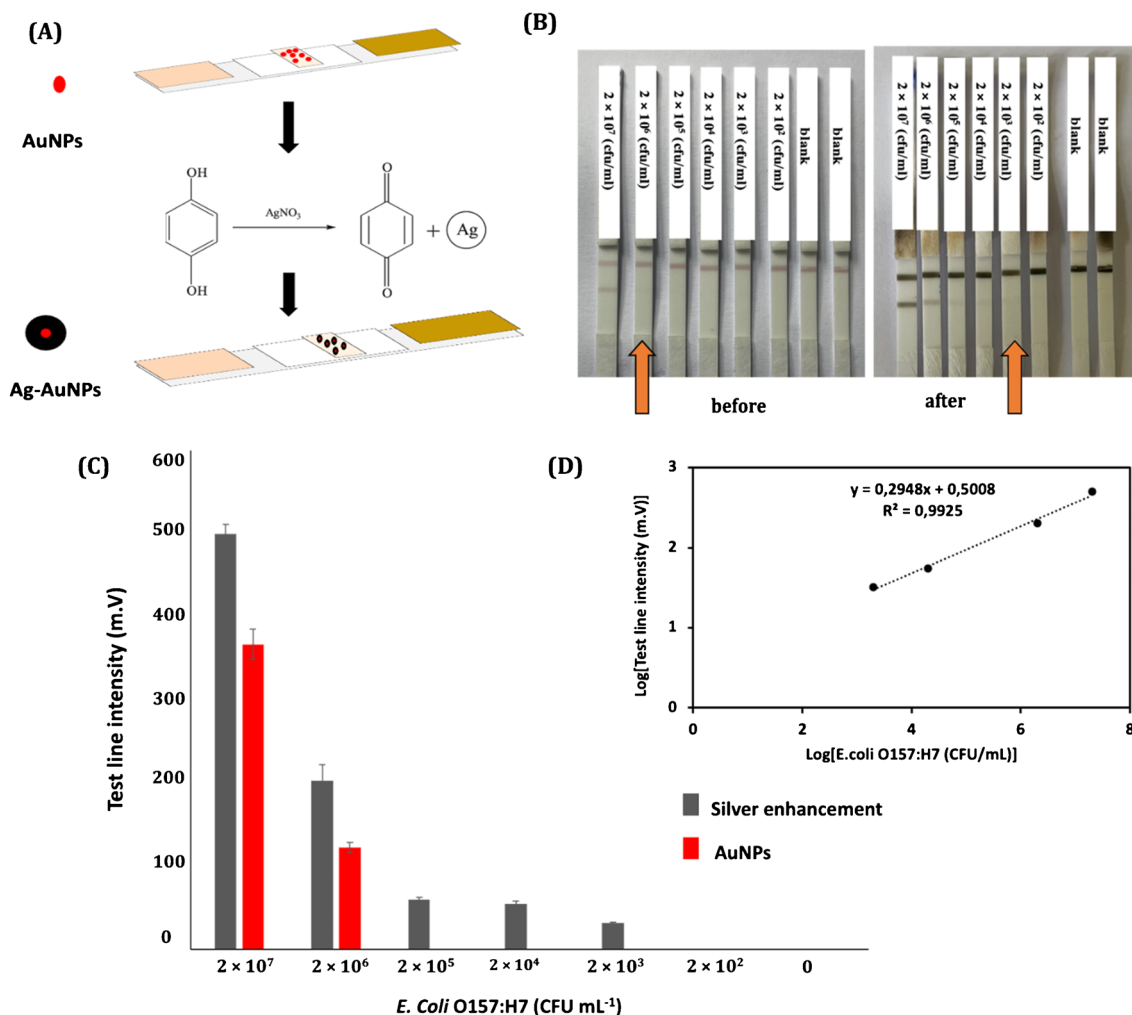 (A)
AuNPs
OH
AgNO₃
OH
O
O
+ Ag
Ag-AuNPs
(B)
2 × 10⁷ (cfu/ml)
2 × 10⁶ (cfu/ml)
2 × 10⁵ (cfu/ml)
2 × 10⁴ (cfu/ml)
2 × 10³ (cfu/ml)
2 × 10² (cfu/ml)
blank
blank
2 × 10⁷ (cfu/ml)
2 × 10⁶ (cfu/ml)
2 × 10⁵ (cfu/ml)
2 × 10⁴ (cfu/ml)
2 × 10³ (cfu/ml)
2 × 10² (cfu/ml)
blank
blank
before
after
(C)
Test line intensity (m.V)
600
500
400
300
200
100
0
2 × 10⁷
2 × 10⁶
2 × 10⁵
2 × 10⁴
2 × 10³
2 × 10²
0
E. Coli O157:H7 (CFU mL⁻¹)
(D)
Log[Test line intensity (m.V)]
3
2
1
0
y = 0,2948x + 0,5008
R² = 0,9925
0
2
4
6
8
Log[E.coli O157:H7 (CFU/mL)]
Silver enhancement
AuNPs